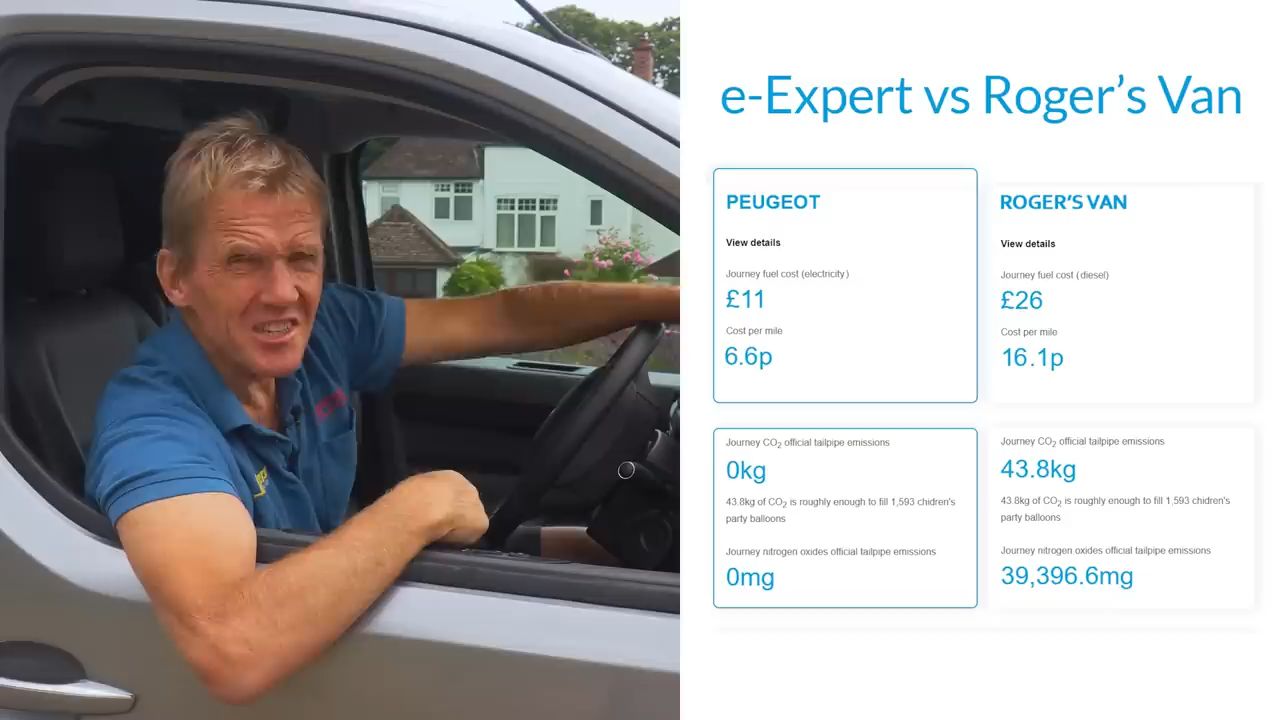 e-Expert vs Roger's Van
PEUGEOT
View details
Journey fuel cost (electricity)
£11
Cost per mile
6.6p
ROGER'S VAN
View details
Journey fuel cost (diesel)
£26
Cost per mile
16.1p
Journey CO2 official tailpipe emissions
0kg
43.8kg of CO2 is roughly enough to fill 1,593 chidren's
party balloons
Journey nitrogen oxides official tailpipe emissions
0mg
Journey CO2 official tailpipe emissions
43.8kg
43.8kg of CO2 is roughly enough to fill 1,593 chidren's
party balloons
Journey nitrogen oxides official tailpipe emissions
39,396.6mg